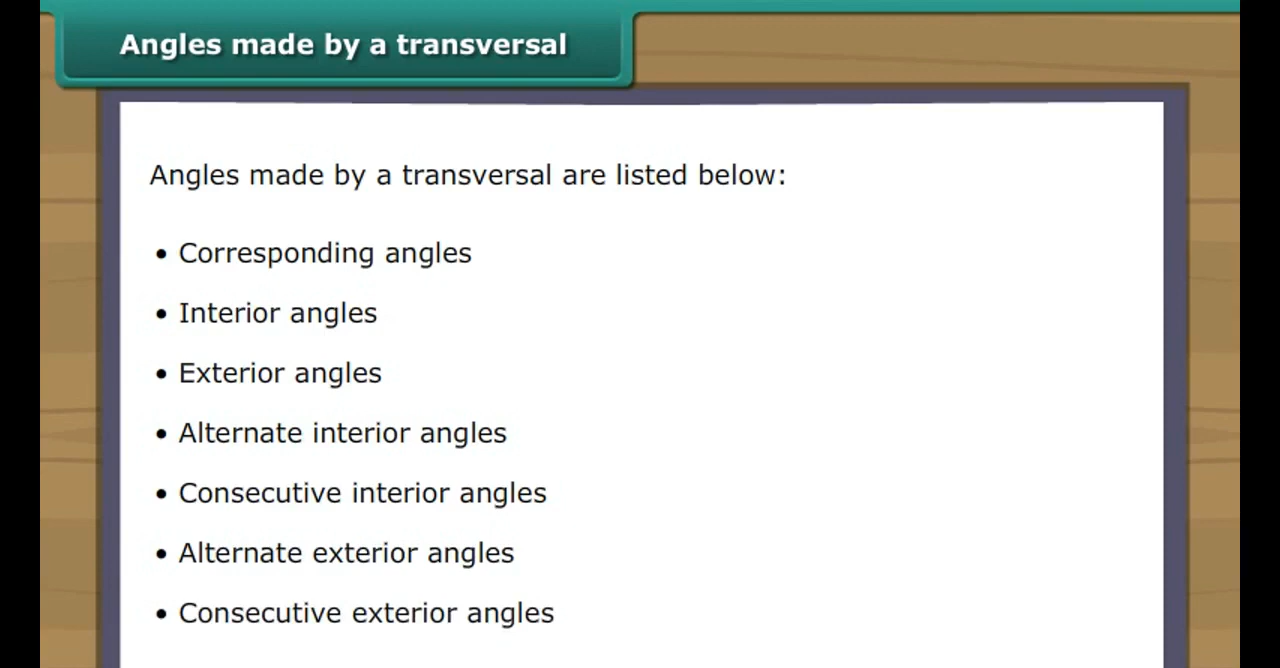 Angles made by a transversal
Angles made by a transversal are listed below:
• Corresponding angles
• Interior angles
• Exterior angles
• Alternate interior angles
• Consecutive interior angles
• Alternate exterior angles
• Consecutive exterior angles